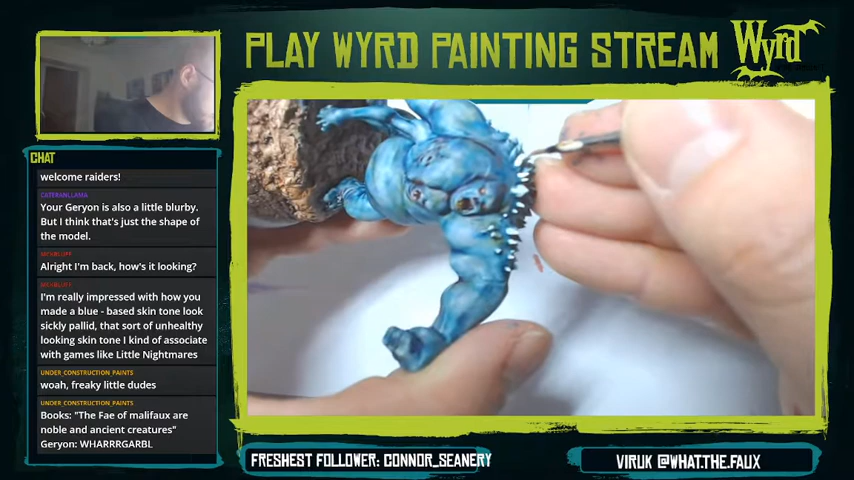 PLAY WYRD PAINTING STREAM
Wyrd
CHAT
welcome raiders!
CATERANLLAMA
Your Geryon is also a little blurby.
But I think that's just the shape of
the model.
Alright I'm back, how's it looking?
I'm really impressed with how you
made a blue - based skin tone look
sickly pallid, that sort of unhealthy
looking skin tone I kind of associate
with games like Little Nightmares
UNDER_CONSTRUCTION_PAINTS
woah, freaky little dudes
UNDER_CONSTRUCTION_PAINTS
Books: "The Fae of malifaux are
noble and ancient creatures"
Geryon: WHARRRGARBL
FRESHEST FOLLOWER: CONNOR_SEANERY
VIRUK @WHAT.THE.FAUX